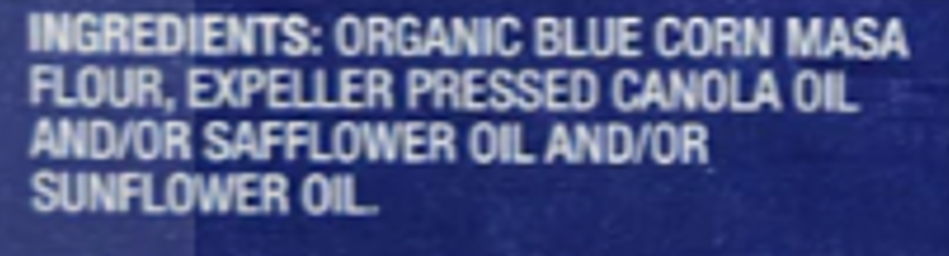 INGREDIENTS: ORGANIC BLUE CORN MASA
FLOUR, EXPELLER PRESSED CANOLA OIL
AND/OR SAFFLOWER OIL AND/OR
SUNFLOWER OIL.